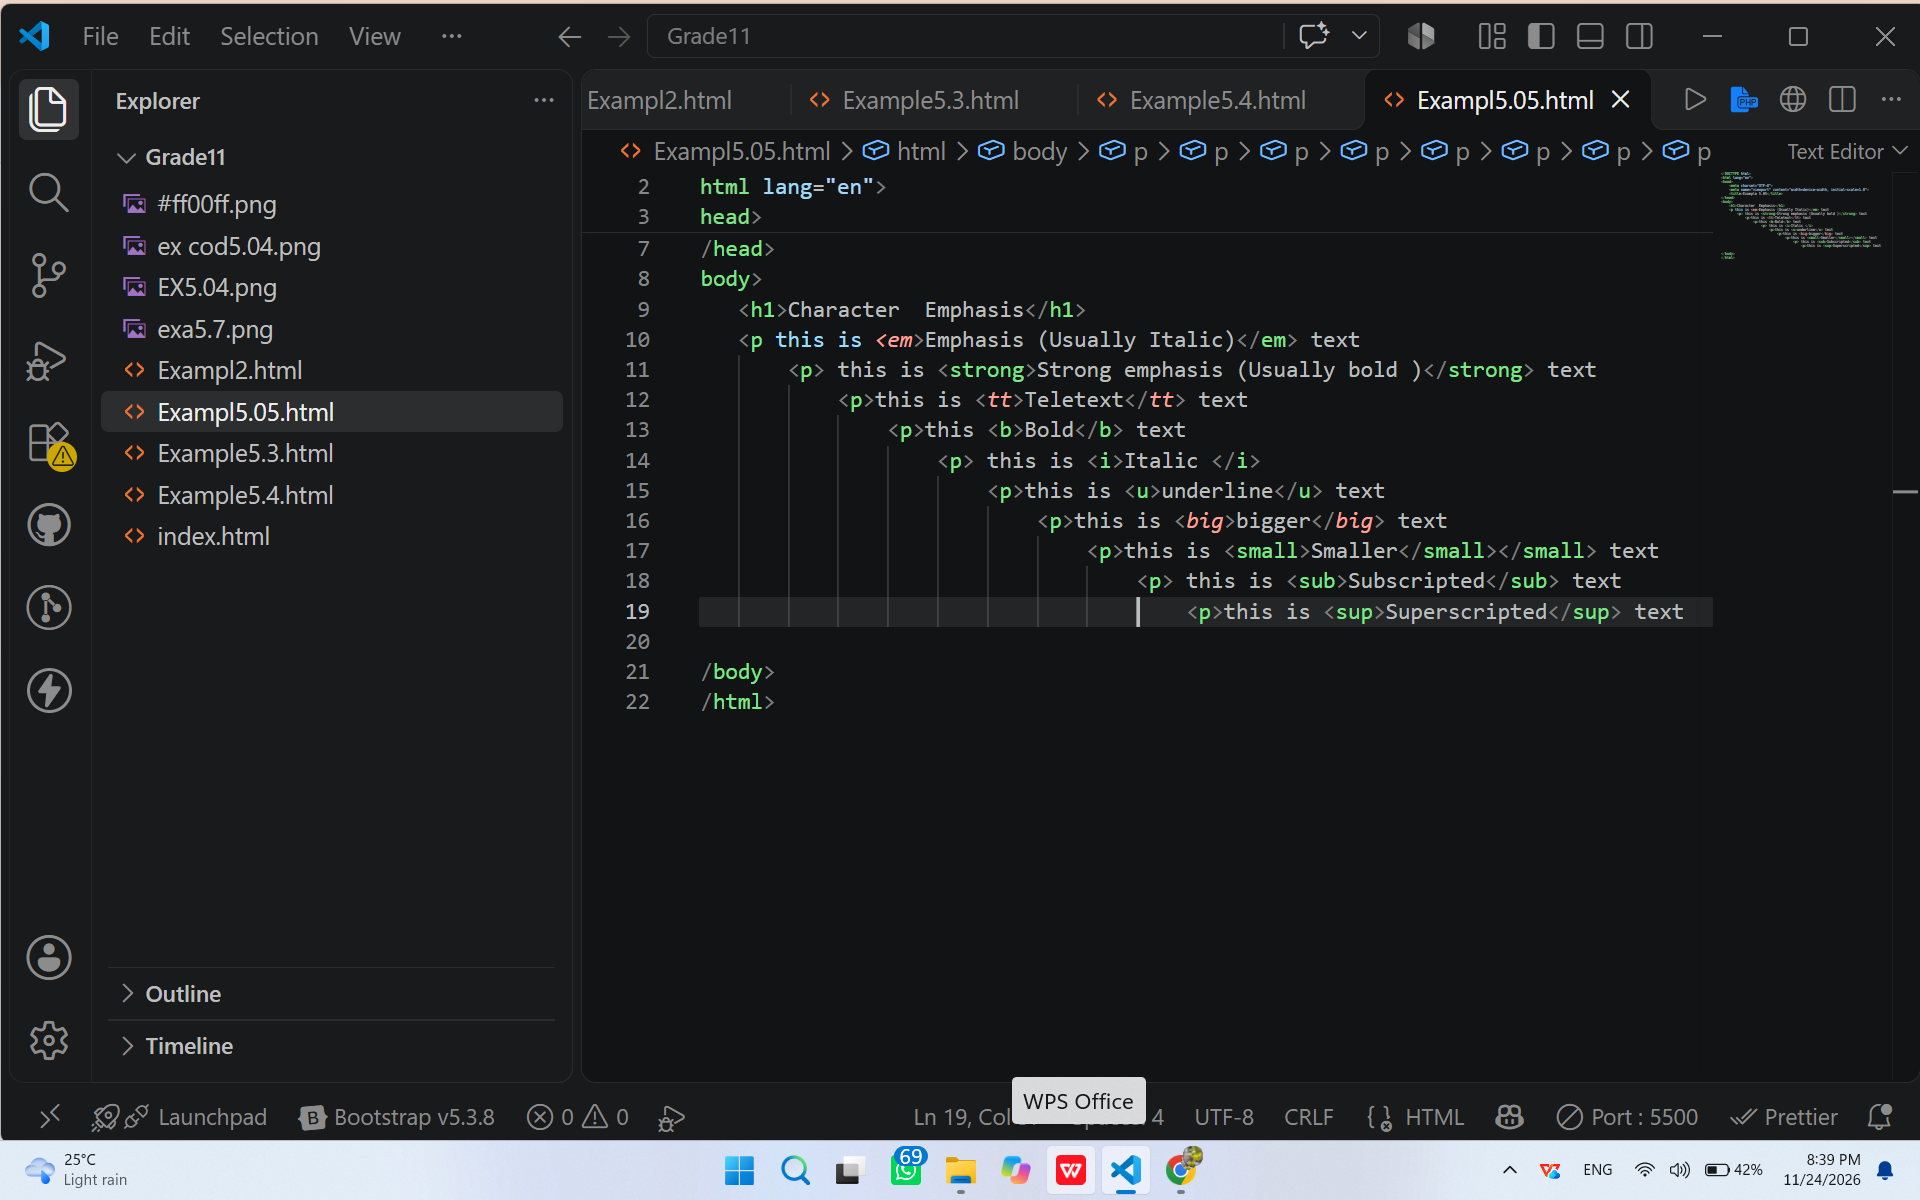 File Edit Selection View ··· Grade11
Explorer ···
Grade11
#ff00ff.png
ex cod5.04.png
EX5.04.png
exa5.7.png
Exampl2.html
Exampl5.05.html
Example5.3.html
Example5.4.html
index.html
Outline
Timeline
Exampl2.html Example5.3.html Example5.4.html Exampl5.05.html
Exampl5.05.html > html > body > p > p > p > p > p > p > p > p Text Editor
2 html lang="en">
3 head>
7 /head>
8 body>
9 <h1>Character  Emphasis</h1>
10 <p this is <em>Emphasis (Usually Italic)</em> text
11 <p> this is <strong>Strong emphasis (Usually bold )</strong> text
12 <p>this is <tt>Teletext</tt> text
13 <p>this <b>Bold</b> text
14 <p> this is <i>Italic </i>
15 <p>this is <u>underline</u> text
16 <p>this is <big>bigger</big> text
17 <p>this is <small>Smaller</small></small> text
18 <p> this is <sub>Subscripted</sub> text
19 <p>this is <sup>Superscripted</sup> text
20
21 /body>
22 /html>
WPS Office
Launchpad Bootstrap v5.3.8 0 0 Ln 19, Col 4 UTF-8 CRLF { } HTML Port : 5500 Prettier
25°C
Light rain
69
ENG 42% 8:39 PM
11/24/2026